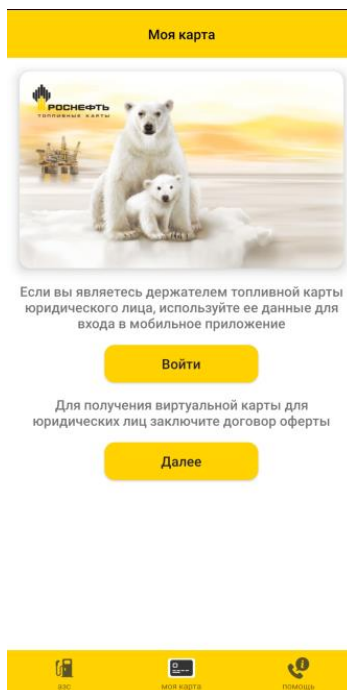 Моя карта
РОСНЕФТЬ
ТОПЛИВНЫЕ КАРТЫ
Если вы являетесь держателем топливной карты
юридического лица, используйте ее данные для
входа в мобильное приложение
Войти
Для получения виртуальной карты для
юридических лиц заключите договор оферты
Далее
азс
моя карта
помощь